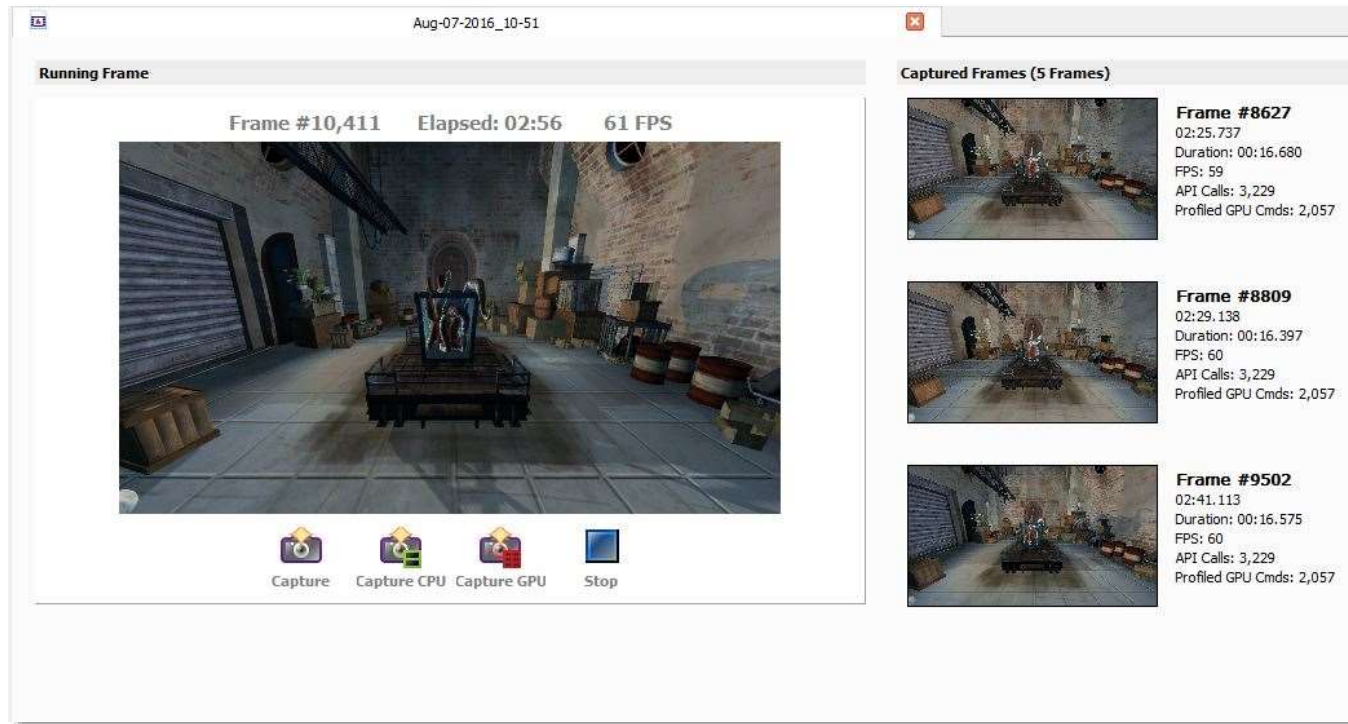 Aug-07-2016_10-51
Running Frame
Frame #10,411 Elapsed: 02:56 61 FPS
Capture
Capture CPU
Capture GPU
Stop
Captured Frames (5 Frames)
Frame #8627
02:25.737
Duration: 00:16.680
FPS: 59
API Calls: 3,229
Profiled GPU Cmds: 2,057
Frame #8809
02:29.138
Duration: 00:16.397
FPS: 60
API Calls: 3,229
Profiled GPU Cmds: 2,057
Frame #9502
02:41.113
Duration: 00:16.575
FPS: 60
API Calls: 3,229
Profiled GPU Cmds: 2,057